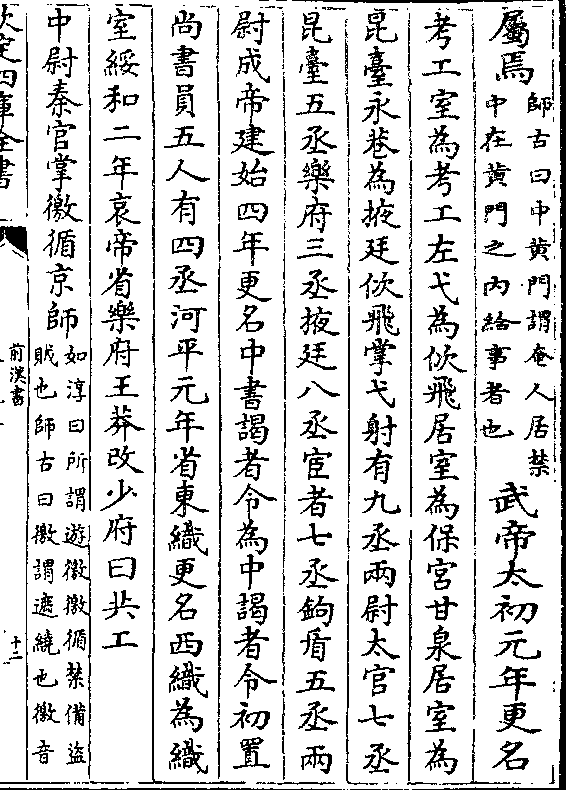 屬焉師古曰中黄門謂奄人居禁
中在黄門之内給事者也武帝太初元年更名
考工室為考工左弋為佽飛居室為保宫甘泉居室為
昆臺永巷為掖廷佽飛掌弋射有九丞兩尉太官七丞
昆臺五丞樂府三丞掖廷八丞宦者七丞鉤盾五丞兩
尉成帝建始四年更名中書謁者令為中謁者令初置
尚書員五人有四丞河平元年省東織更名西織為織
室綏和二年哀帝省樂府王莽改少府曰共工
中尉秦官掌徼循京師如淳曰所謂遊徼徼循禁備盜
賊也師古曰徼謂遮繞也徼音
欽定四庫全書
前漢書
十二